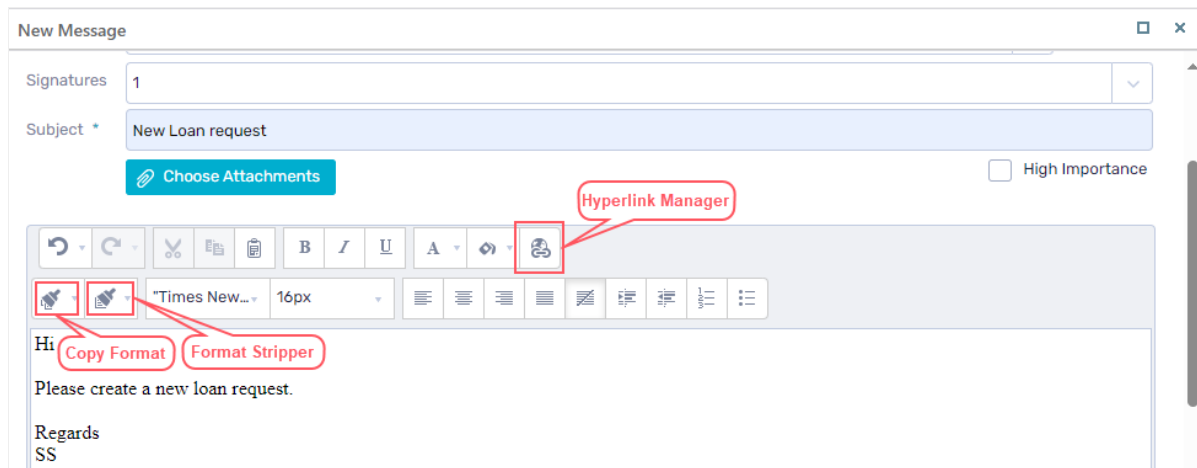 New Message
Signatures
1
Subject *
New Loan request
Choose Attachments
High Importance
Hyperlink Manager
B I U A
"Times New... 16px
Hi
Copy Format
Format Stripper
Please create a new loan request.
Regards
SS